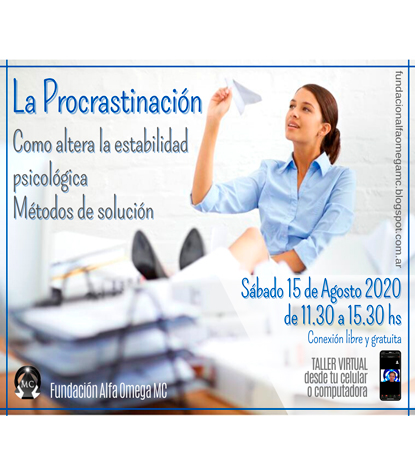 La Procrastinación
Como altera la estabilidad
psicológica
Métodos de solución
fundacionalfaomegamc.blogspot.com.ar
Sábado 15 de Agosto 2020
de 11.30 a 15.30 hs
Conexión libre y gratuita
TALLER VIRTUAL
desde tu celular
o computadora
MC
Fundación Alfa Omega MC